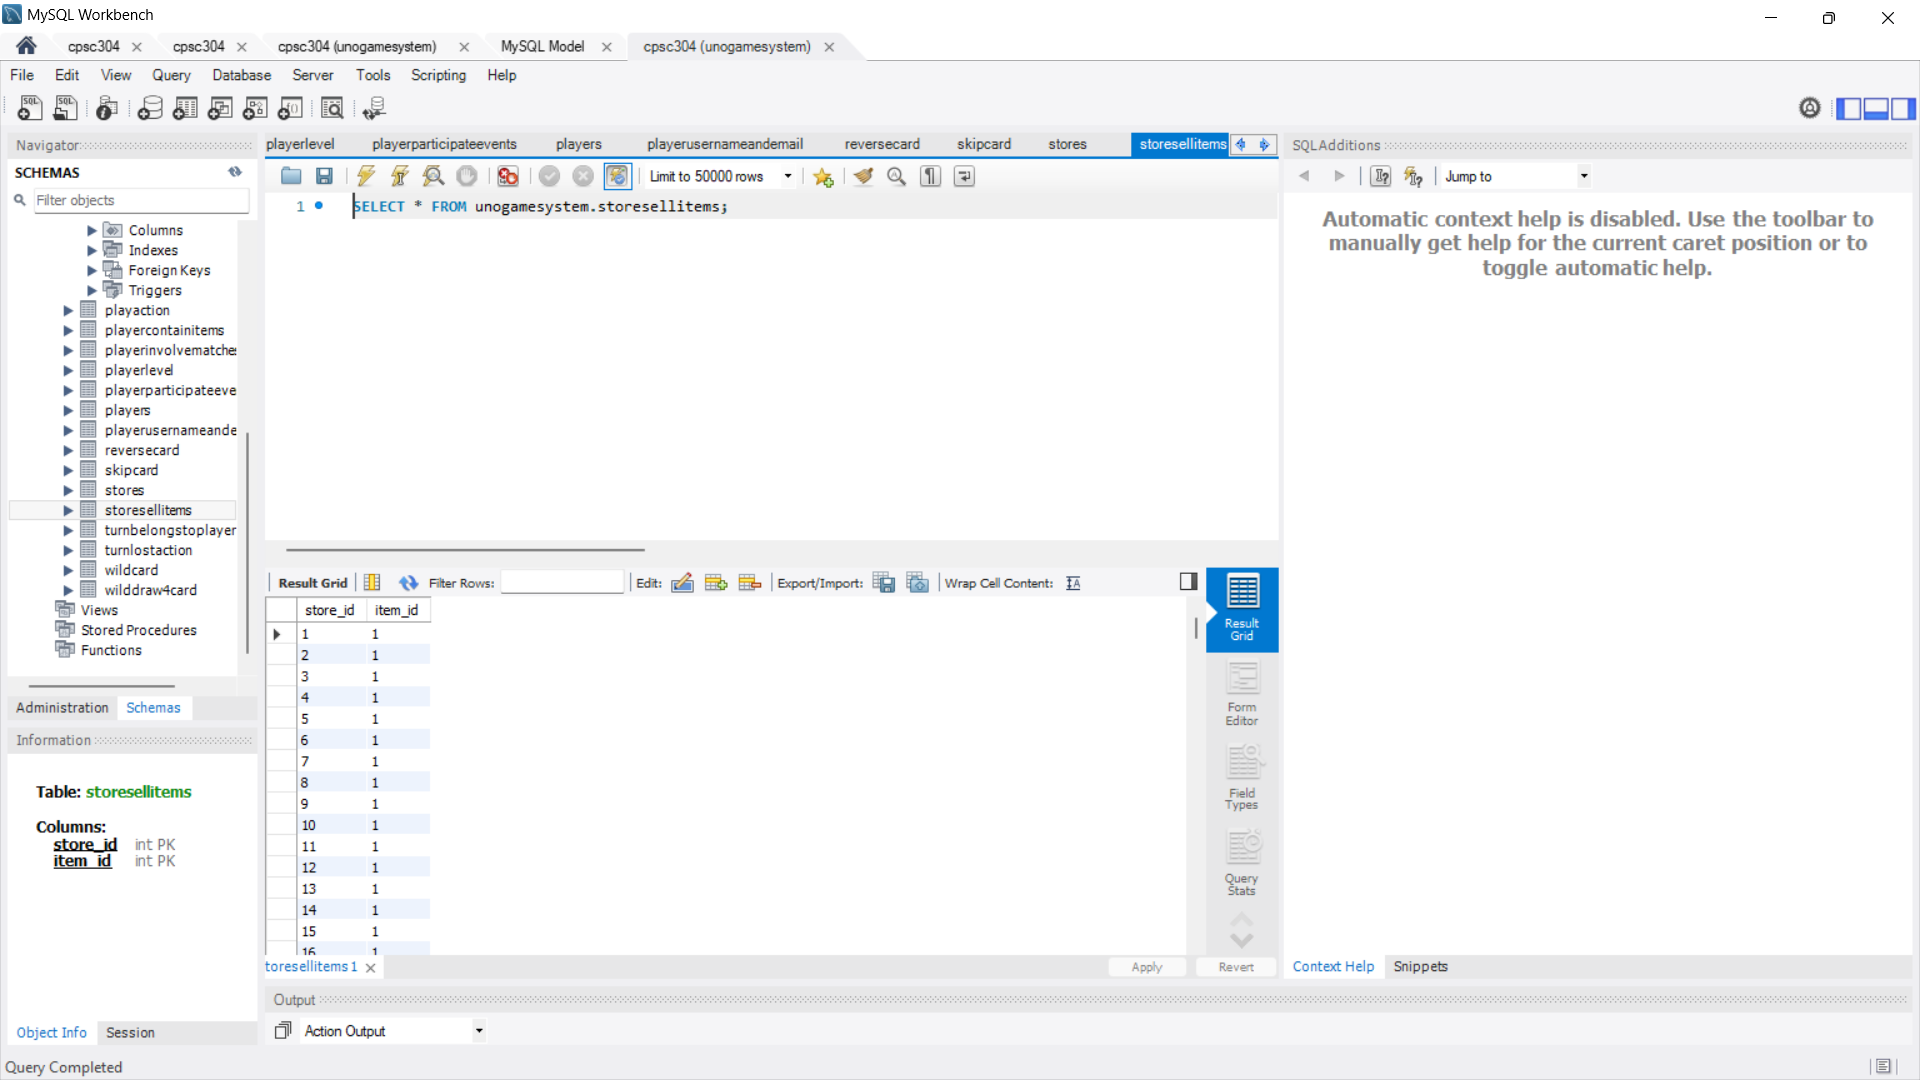 MySQL Workbench
cpsc304
cpsc304
cpsc304 (unogamesystem)
MySQL Model
cpsc304 (unogamesystem)
File Edit View Query Database Server Tools Scripting Help
Navigator
SCHEMAS
Filter objects
Columns
Indexes
Foreign Keys
Triggers
playaction
playercontainitems
playerinvolvematche
playerlevel
playerparticipateeve
players
playerusernameande
reversecard
skipcard
stores
storesellitems
turnbelongstoplayer
turnlostaction
wildcard
wilddraw4card
Views
Stored Procedures
Functions
Administration Schemas
Information
Table: storesellitems
Columns:
store_id int PK
item_id int PK
Object Info Session
Query Completed
playerlevel playerparticipateevents players playerusernameandemail reversecard skipcard stores storesellitems
Limit to 50000 rows
1 SELECT * FROM unogamesystem.storesellitems;
Result Grid Filter Rows: Edit: Export/Import: Wrap Cell Content:
store_id item_id
1 1
2 1
3 1
4 1
5 1
6 1
7 1
8 1
9 1
10 1
11 1
12 1
13 1
14 1
15 1
16 1
Result Grid
Form Editor
Field Types
Query Stats
toresellitems 1
Apply Revert
Output
Action Output
SQLAdditions
Jump to
Automatic context help is disabled. Use the toolbar to
manually get help for the current caret position or to
toggle automatic help.
Context Help Snippets